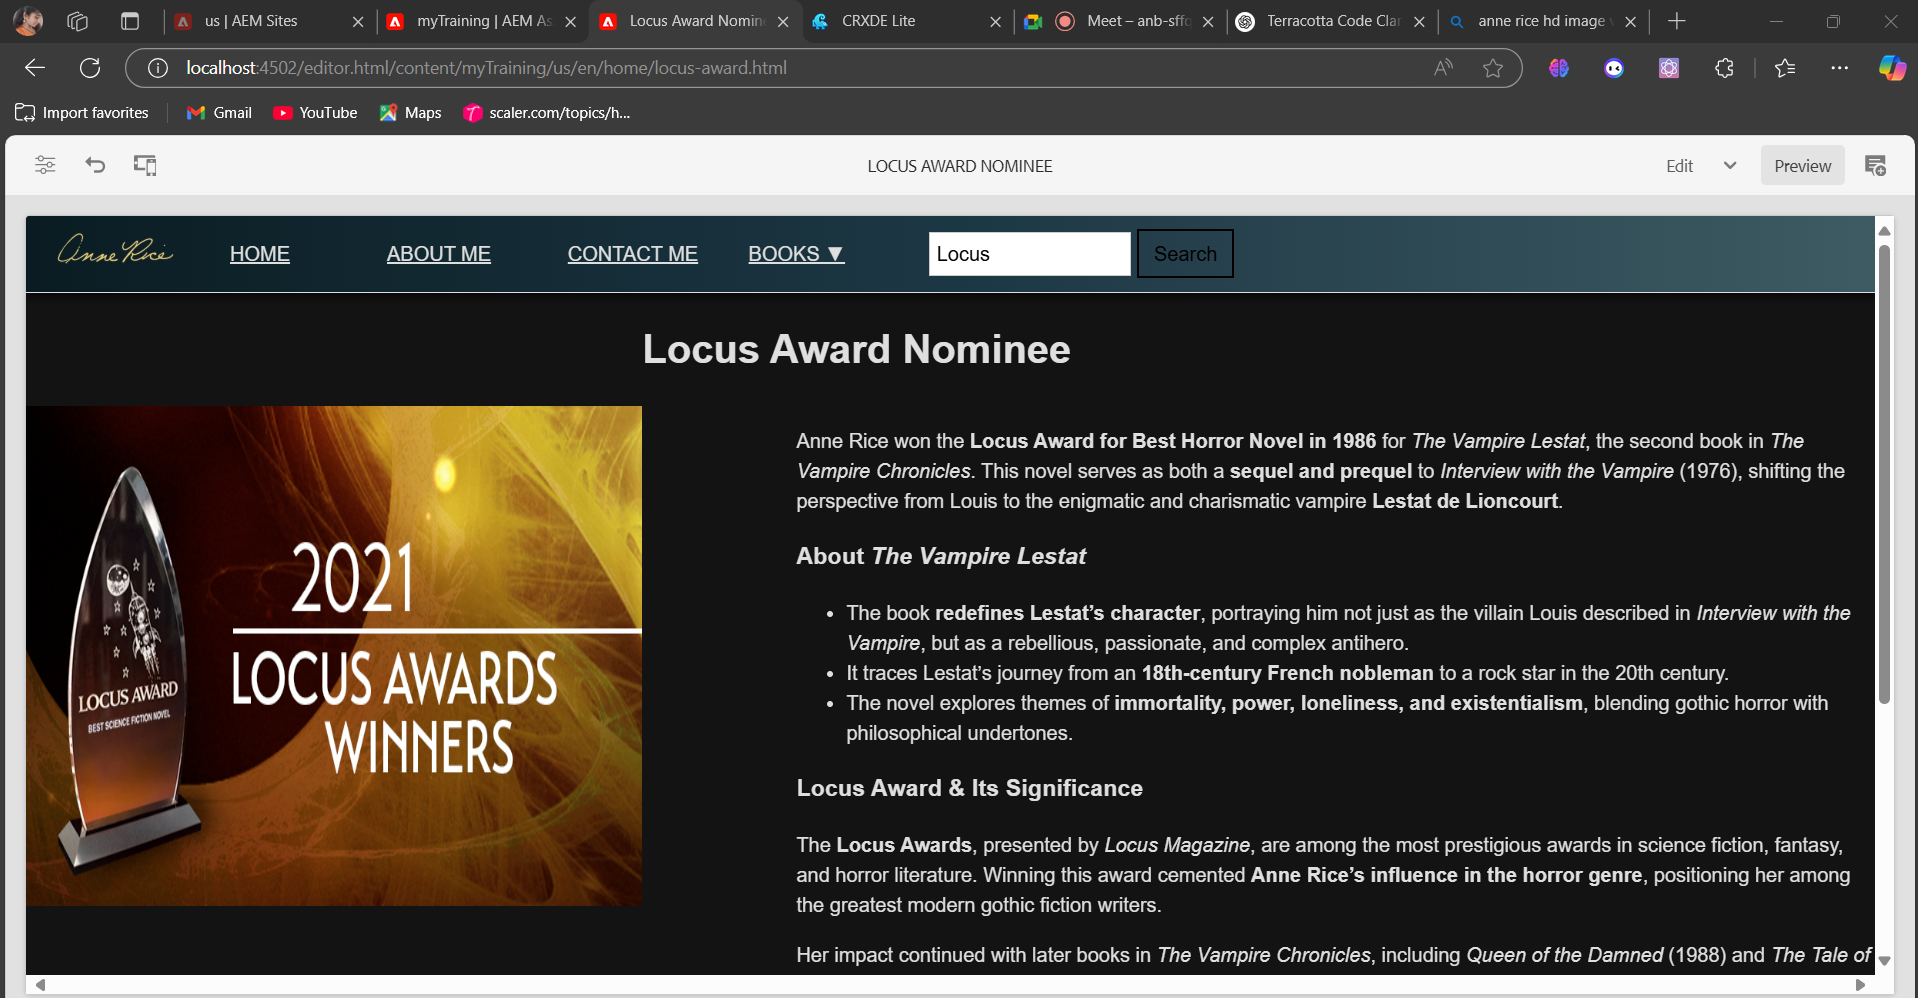 us | AEM Sites
myTraining | AEM As
Locus Award Nomin
CRXDE Lite
Meet – anb-sffq
Terracotta Code Clar
anne rice hd image
localhost:4502/editor.html/content/myTraining/us/en/home/locus-award.html
Import favorites
Gmail
YouTube
Maps
scaler.com/topics/h...
LOCUS AWARD NOMINEE
Edit
Preview
Anne Rice
HOME
ABOUT ME
CONTACT ME
BOOKS ▼
Locus
Search
Locus Award Nominee
2021
LOCUS AWARDS
WINNERS
LOCUS AWARD
BEST SCIENCE FICTION NOVEL
Anne Rice won the Locus Award for Best Horror Novel in 1986 for The Vampire Lestat, the second book in The
Vampire Chronicles. This novel serves as both a sequel and prequel to Interview with the Vampire (1976), shifting the
perspective from Louis to the enigmatic and charismatic vampire Lestat de Lioncourt.
About The Vampire Lestat
• The book redefines Lestat’s character, portraying him not just as the villain Louis described in Interview with the
Vampire, but as a rebellious, passionate, and complex antihero.
• It traces Lestat’s journey from an 18th-century French nobleman to a rock star in the 20th century.
• The novel explores themes of immortality, power, loneliness, and existentialism, blending gothic horror with
philosophical undertones.
Locus Award & Its Significance
The Locus Awards, presented by Locus Magazine, are among the most prestigious awards in science fiction, fantasy,
and horror literature. Winning this award cemented Anne Rice’s influence in the horror genre, positioning her among
the greatest modern gothic fiction writers.
Her impact continued with later books in The Vampire Chronicles, including Queen of the Damned (1988) and The Tale of